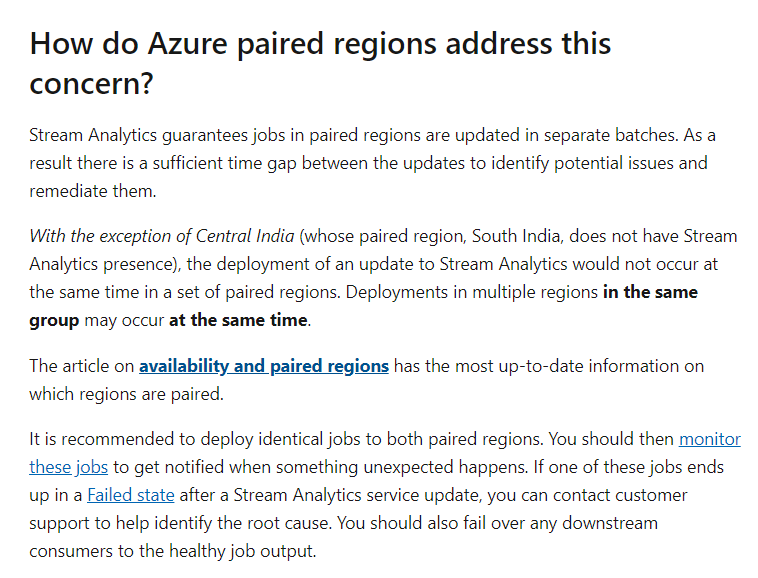 How do Azure paired regions address this
concern?
Stream Analytics guarantees jobs in paired regions are updated in separate batches. As a
result there is a sufficient time gap between the updates to identify potential issues and
remediate them.
With the exception of Central India (whose paired region, South India, does not have Stream
Analytics presence), the deployment of an update to Stream Analytics would not occur at
the same time in a set of paired regions. Deployments in multiple regions in the same
group may occur at the same time.
The article on availability and paired regions has the most up-to-date information on
which regions are paired.
It is recommended to deploy identical jobs to both paired regions. You should then monitor
these jobs to get notified when something unexpected happens. If one of these jobs ends
up in a Failed state after a Stream Analytics service update, you can contact customer
support to help identify the root cause. You should also fail over any downstream
consumers to the healthy job output.